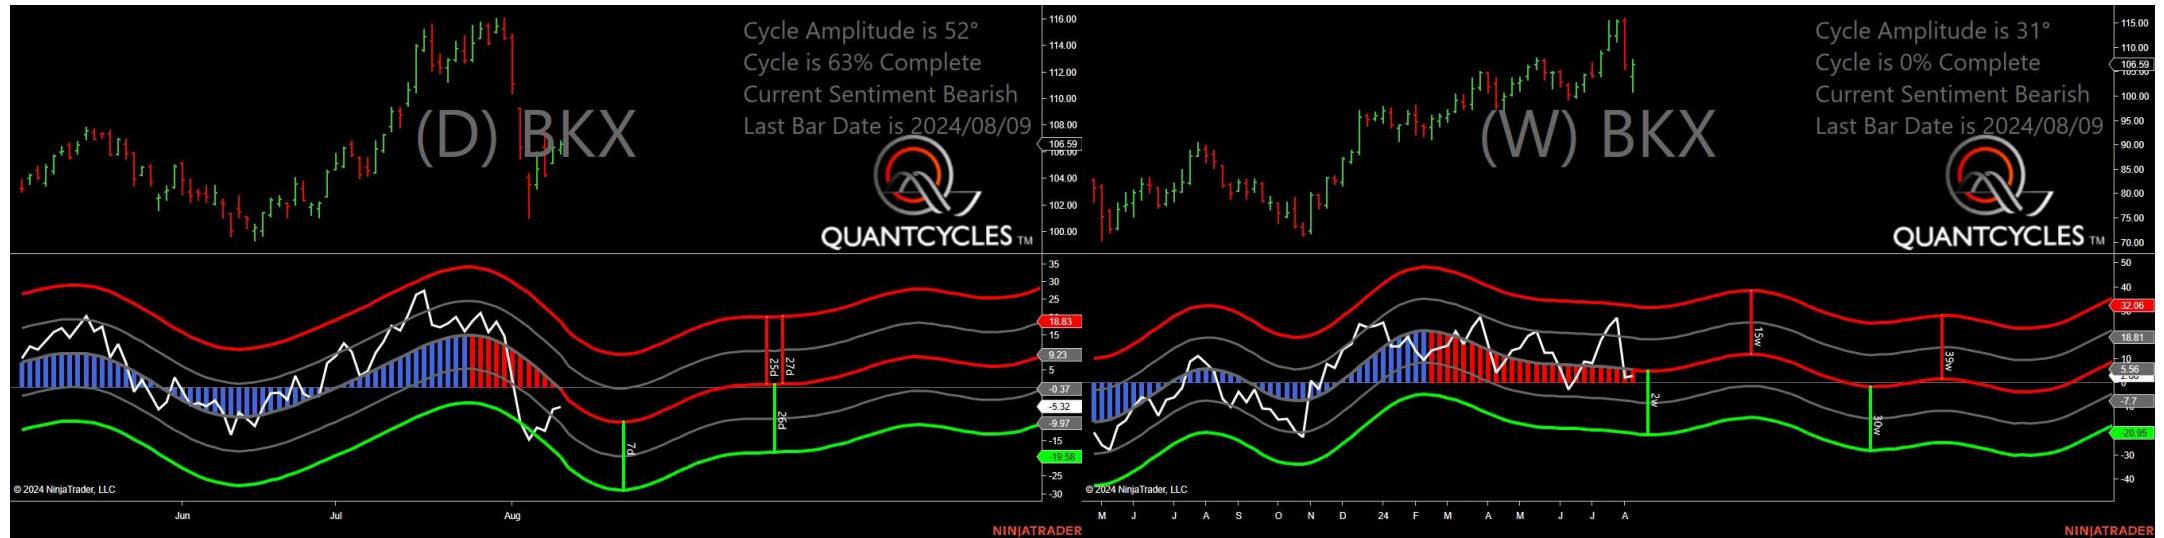 Cycle Amplitude is 52°
Cycle is 63% Complete
Current Sentiment Bearish
Last Bar Date is 2024/08/09
(D) BKX
QUANTCYCLES TM
116.00
114.00
112.00
110.00
108.00
106.59
106.00
104.00
102.00
100.00
35
30
25
18.83
15
9.23
5
-0.37
-5.32
-9.97
-15
-19.58
-25
-30
7d
25d
27d
26d
© 2024 NinjaTrader, LLC
Jun Jul Aug
NINJATRADER
Cycle Amplitude is 31°
Cycle is 0% Complete
Current Sentiment Bearish
Last Bar Date is 2024/08/09
(W) BKX
QUANTCYCLES TM
115.00
110.00
106.59
105.00
100.00
95.00
90.00
85.00
80.00
75.00
70.00
50
40
32.06
18.81
10
5.56
-7.7
-20.95
-30
-40
2w
15w
30w
39w
© 2024 NinjaTrader, LLC
M J J A S O N D 24 F M A M J J A
NINJATRADER